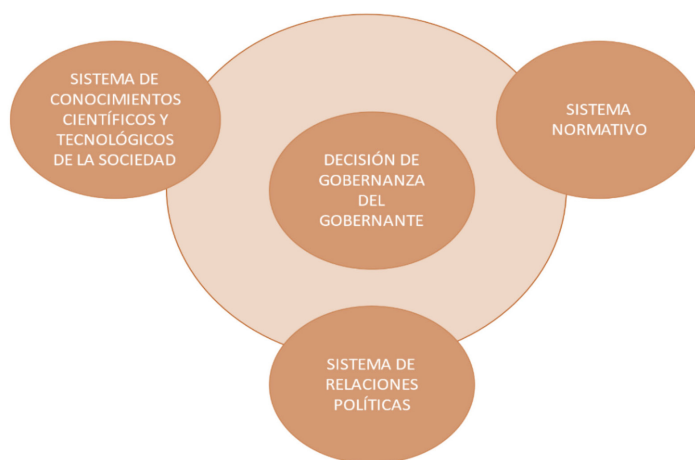 SISTEMA DE
CONOCIMIENTOS
CIENTÍFICOS Y
TECNOLÓGICOS
DE LA SOCIEDAD
SISTEMA
NORMATIVO
DECISIÓN DE
GOBERNANZA
DEL
GOBERNANTE
SISTEMA DE
RELACIONES
POLÍTICAS